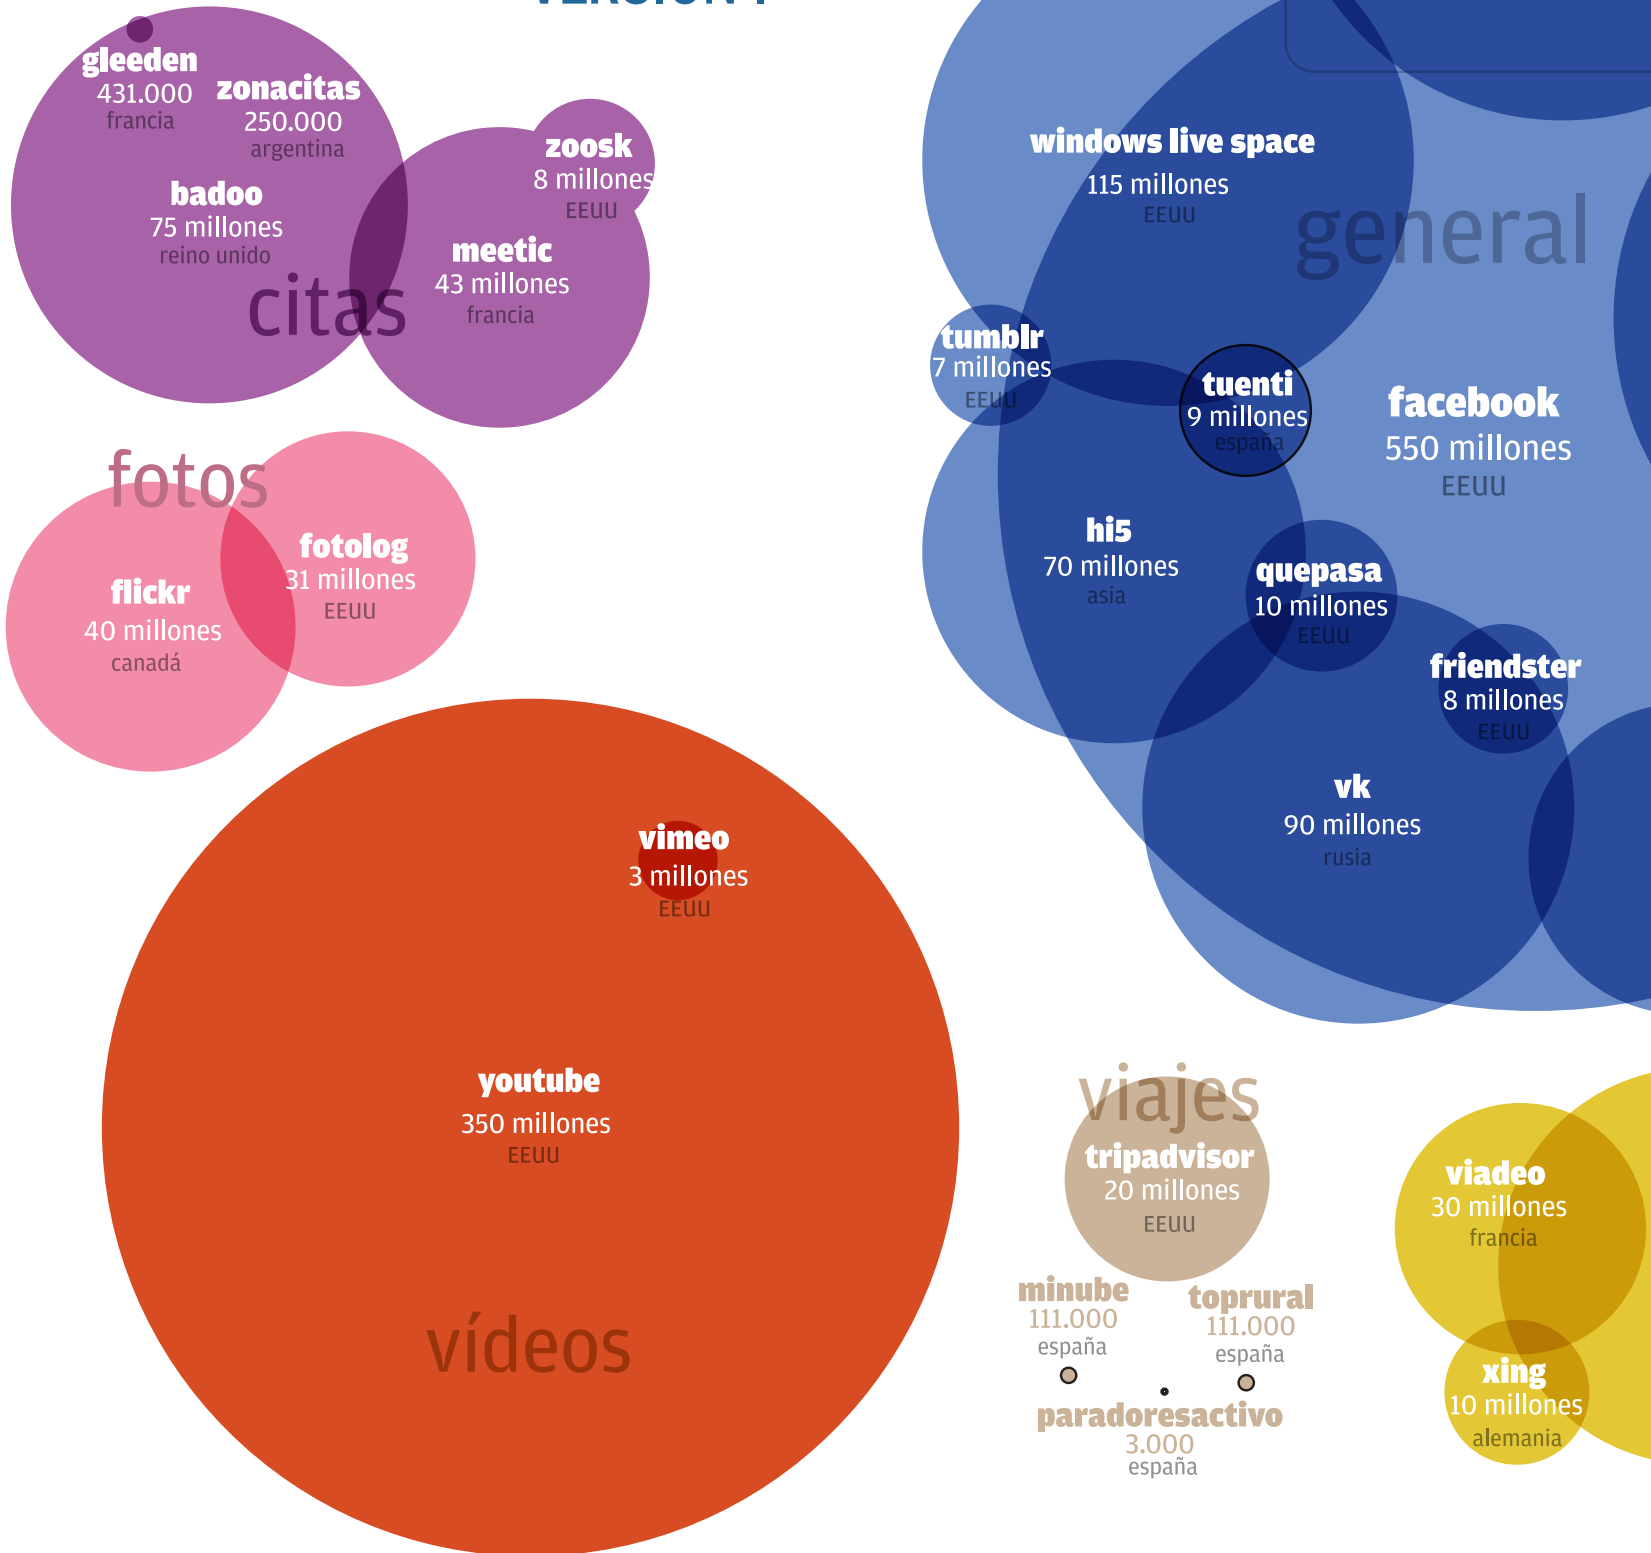 gleeden
431.000
francia
zonacitas
250.000
argentina
badoo
75 millones
reino unido
citas
zoosk
8 millones
EEUU
meetic
43 millones
francia
fotos
flickr
40 millones
canadá
fotolog
31 millones
EEUU
vimeo
3 millones
EEUU
youtube
350 millones
EEUU
vídeos
windows live space
115 millones
EEUU
general
tumblr
7 millones
EEUU
tuenti
9 millones
españa
facebook
550 millones
EEUU
hi5
70 millones
asia
quepasa
10 millones
EEUU
friendster
8 millones
EEUU
vk
90 millones
rusia
viajes
tripadvisor
20 millones
EEUU
minube
111.000
españa
toprural
111.000
españa
paradoresactivo
3.000
españa
viadeo
30 millones
francia
xing
10 millones
alemania